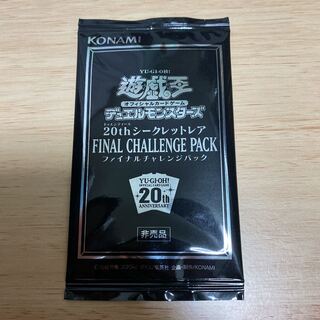 KONAMI
YU-GI-OH!
遊戯王
オフィシャルカードゲーム
デュエルモンスターズ
20thシークレットレア
FINAL CHALLENGE PACK
ファイナルチャレンジパック
YU-GI-OH!
20th
ANNIVERSARY
非売品